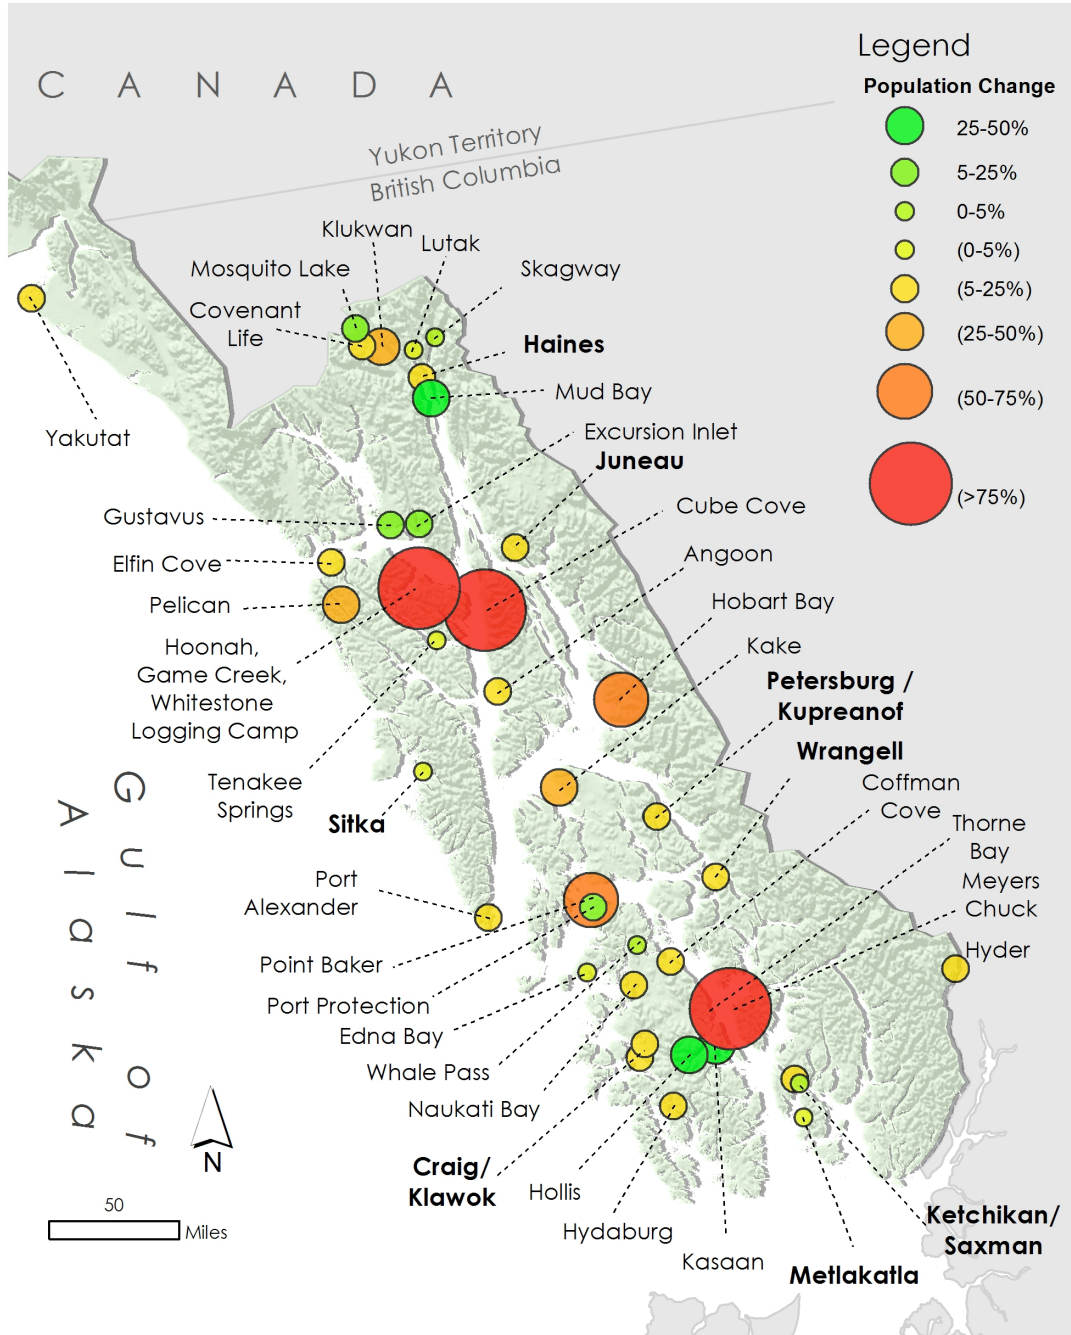 Legend
Population Change
25-50%
5-25%
0-5%
(0-5%)
(5-25%)
(25-50%)
(50-75%)
(>75%)
CANADA
Yukon Territory
British Columbia
Klukwan
Lutak
Mosquito Lake
Skagway
Covenant
Life
Haines
Mud Bay
Yakutat
Excursion Inlet
Juneau
Cube Cove
Gustavus
Angoon
Elfin Cove
Pelican
Hobart Bay
Hoonah,
Game Creek,
Whitestone
Logging Camp
Kake
Petersburg /
Kupreanof
Wrangell
Tenakee
Springs
Coffman
Cove
Sitka
Thorne
Bay
Port
Alexander
Meyers
Chuck
Hyder
Point Baker
Port Protection
Edna Bay
Whale Pass
Naukati Bay
Craig/
Klawok
Hollis
Hydaburg
Kasaan
Ketchikan/
Saxman
Metlakatla
Gulf of
Alaska
N
50
Miles